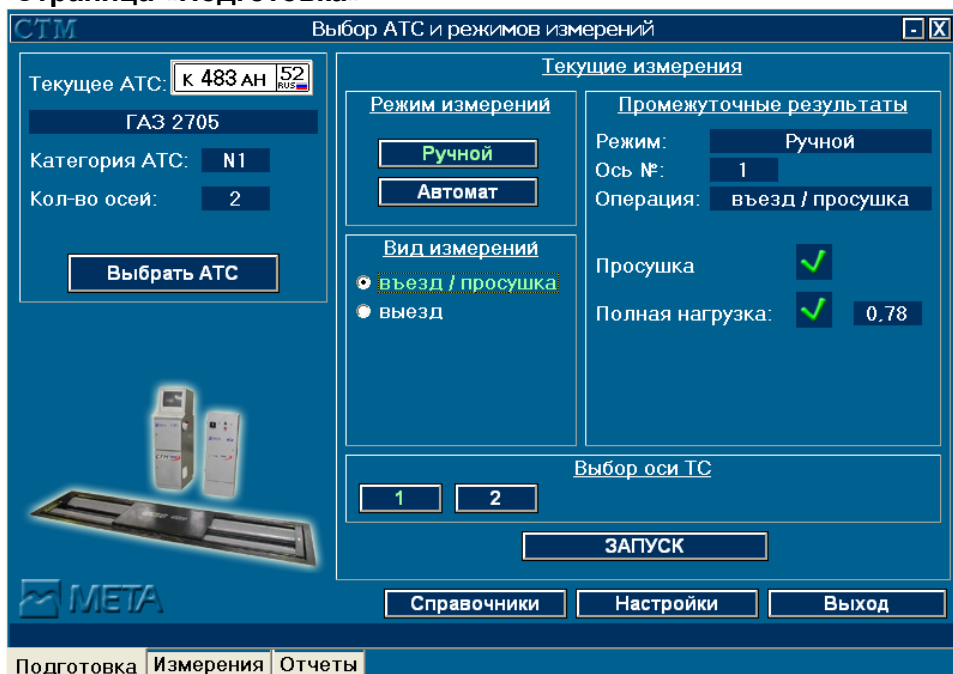 Страница «Подготовка»
СТМ
Выбор АТС и режимов измерений
Текущее АТС: К 483 АН 52 RUS
ГАЗ 2705
Категория АТС: N1
Кол-во осей: 2
Выбрать АТС
Текущие измерения
Режим измерений
Ручной
Автомат
Вид измерений
въезд / просушка
выезд
Промежуточные результаты
Режим: Ручной
Ось №: 1
Операция: въезд / просушка
Просушка
Полная нагрузка: 0,78
Выбор оси ТС
1 2
ЗАПУСК
МЕТА
Справочники Настройки Выход
Подготовка Измерения Отчеты